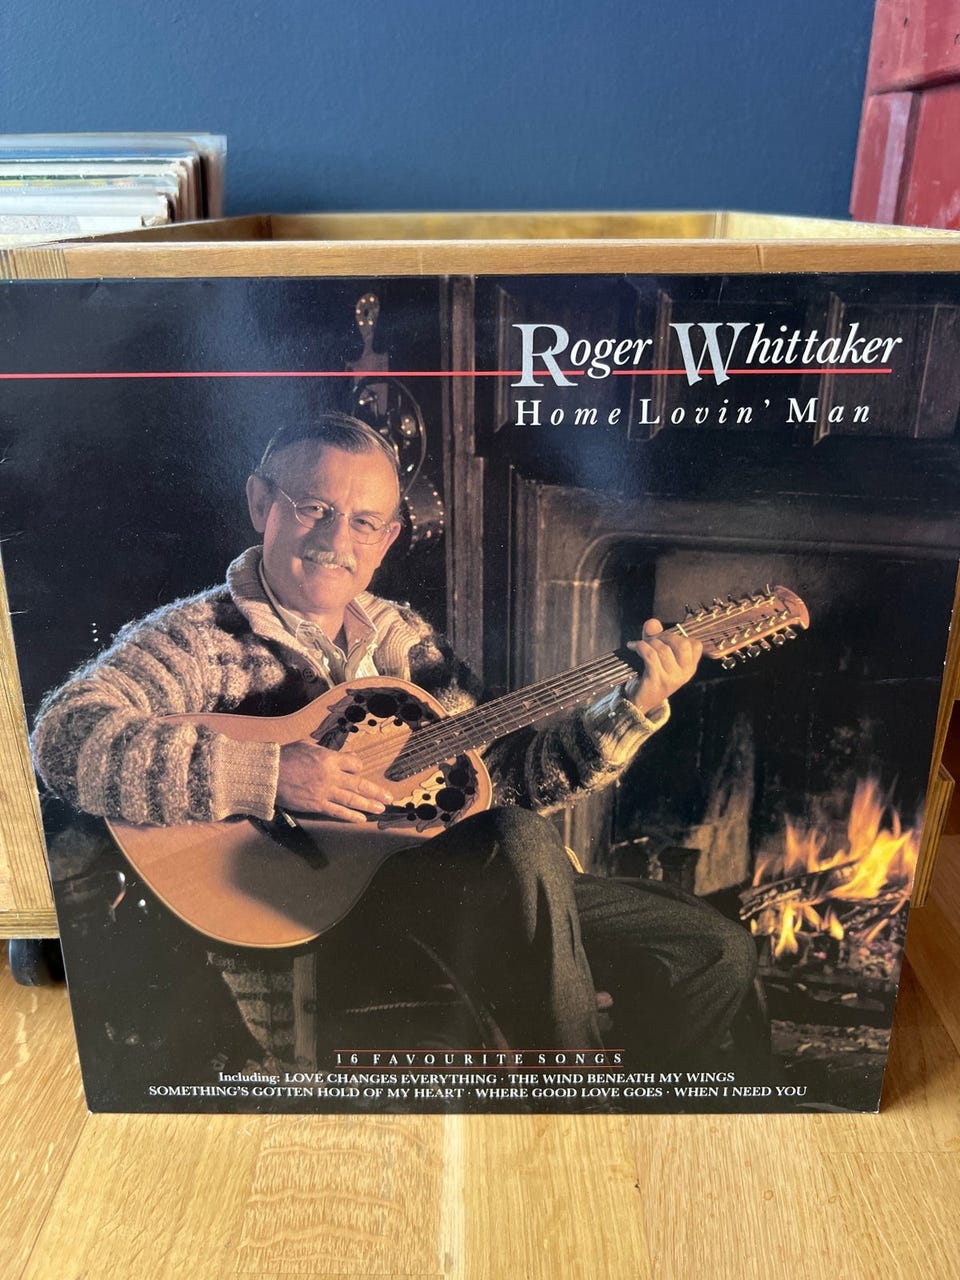 Roger Whittaker
Home Lovin' Man
16 FAVOURITE SONGS
Including: LOVE CHANGES EVERYTHING · THE WIND BENEATH MY WINGS
SOMETHING'S GOTTEN HOLD OF MY HEART · WHERE GOOD LOVE GOES · WHEN I NEED YOU